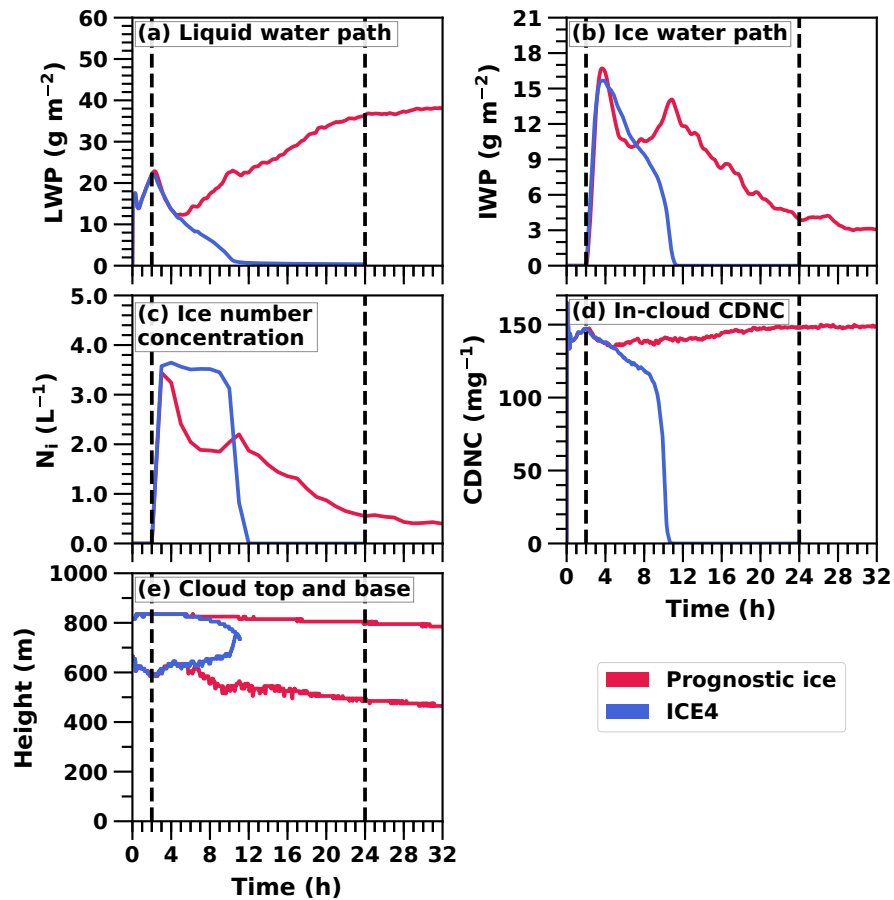 (a) Liquid water path
LWP (g m⁻²)
60
50
40
30
20
10
0
(b) Ice water path
IWP (g m⁻²)
21
18
15
12
9
6
3
0
(c) Ice number
concentration
Nᵢ (L⁻¹)
5.0
4.0
3.0
2.0
1.0
0.0
(d) In-cloud CDNC
CDNC (mg⁻¹)
150
100
50
0
0 4 8 12 16 20 24 28 32
Time (h)
(e) Cloud top and base
Height (m)
1000
800
600
400
200
0
0 4 8 12 16 20 24 28 32
Time (h)
Prognostic ice
ICE4